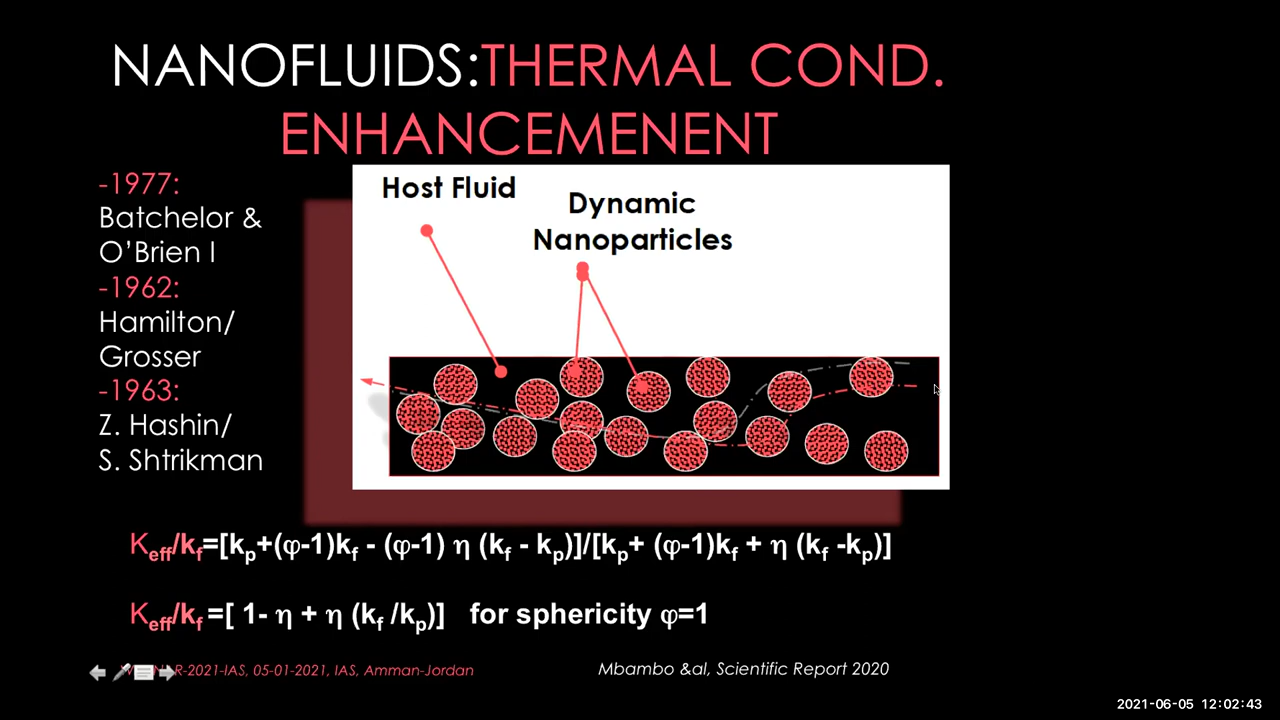 NANOFLUIDS:THERMAL COND.
ENHANCEMENENT
-1977:
Batchelor &
O’Brien I
-1962:
Hamilton/
Grosser
-1963:
Z. Hashin/
S. Shtrikman
Host Fluid
Dynamic
Nanoparticles
Keff/kf=[kp+(φ-1)kf - (φ-1) η (kf - kp)]/[kp+ (φ-1)kf + η (kf -kp)]
Keff/kf =[ 1- η + η (kf /kp)] for sphericity φ=1
-2021-IAS, 05-01-2021, IAS, Amman-Jordan
Mbambo &al, Scientific Report 2020
2021-06-05 12:02:43